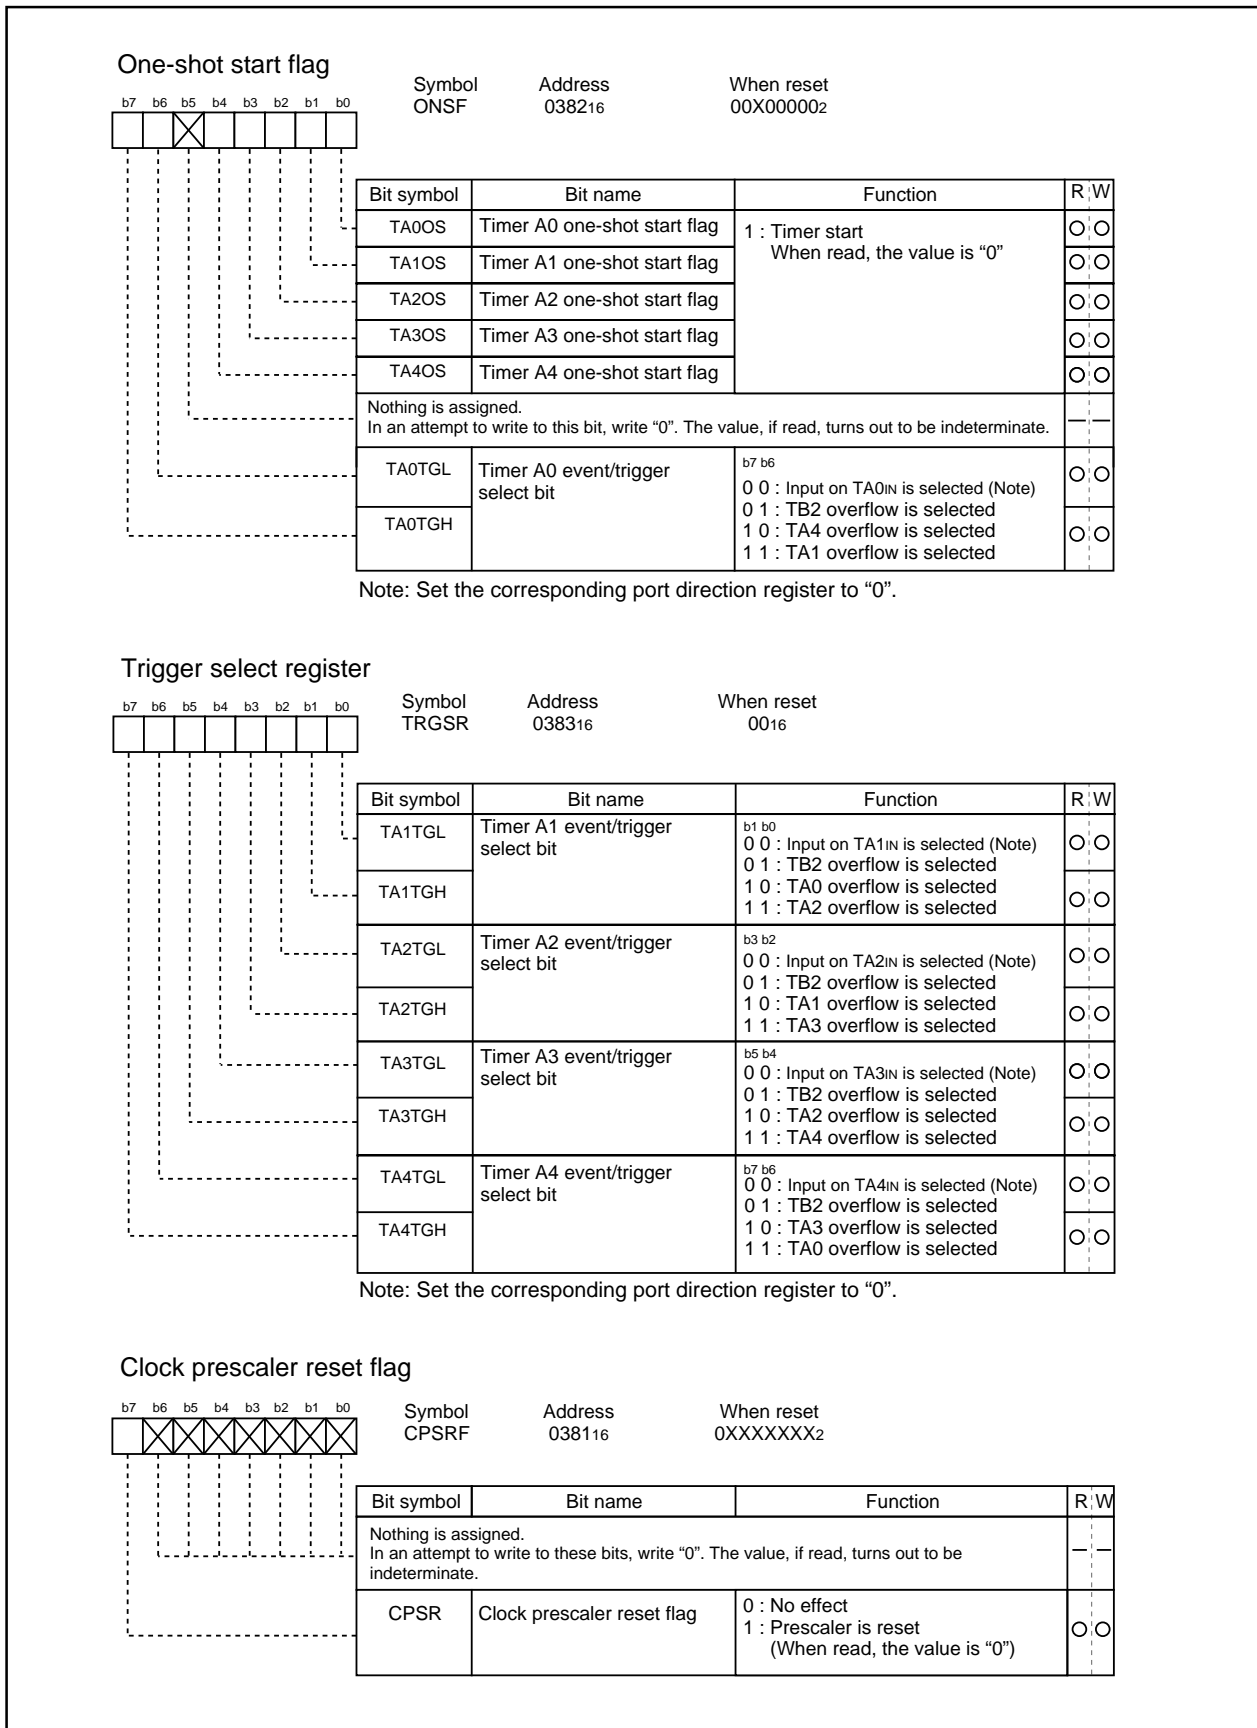 One-shot start flag
Symbol Address When reset
ONSF 038216 00X000002
b7 b6 b5 b4 b3 b2 b1 b0
Bit symbol Bit name Function R W
TA0OS Timer A0 one-shot start flag 1 : Timer start
When read, the value is “0”
TA1OS Timer A1 one-shot start flag
TA2OS Timer A2 one-shot start flag
TA3OS Timer A3 one-shot start flag
TA4OS Timer A4 one-shot start flag
Nothing is assigned.
In an attempt to write to this bit, write “0”. The value, if read, turns out to be indeterminate.
TA0TGL Timer A0 event/trigger
select bit
TA0TGH
b7 b6
0 0 : Input on TA0IN is selected (Note)
0 1 : TB2 overflow is selected
1 0 : TA4 overflow is selected
1 1 : TA1 overflow is selected
Note: Set the corresponding port direction register to “0”.
Trigger select register
Symbol Address When reset
TRGSR 038316 0016
b7 b6 b5 b4 b3 b2 b1 b0
Bit symbol Bit name Function R W
TA1TGL Timer A1 event/trigger
select bit
TA1TGH
b1 b0
0 0 : Input on TA1IN is selected (Note)
0 1 : TB2 overflow is selected
1 0 : TA0 overflow is selected
1 1 : TA2 overflow is selected
TA2TGL Timer A2 event/trigger
select bit
TA2TGH
b3 b2
0 0 : Input on TA2IN is selected (Note)
0 1 : TB2 overflow is selected
1 0 : TA1 overflow is selected
1 1 : TA3 overflow is selected
TA3TGL Timer A3 event/trigger
select bit
TA3TGH
b5 b4
0 0 : Input on TA3IN is selected (Note)
0 1 : TB2 overflow is selected
1 0 : TA2 overflow is selected
1 1 : TA4 overflow is selected
TA4TGL Timer A4 event/trigger
select bit
TA4TGH
b7 b6
0 0 : Input on TA4IN is selected (Note)
0 1 : TB2 overflow is selected
1 0 : TA3 overflow is selected
1 1 : TA0 overflow is selected
Note: Set the corresponding port direction register to “0”.
Clock prescaler reset flag
Symbol Address When reset
CPSRF 038116 0XXXXXXX2
b7 b6 b5 b4 b3 b2 b1 b0
Bit symbol Bit name Function R W
Nothing is assigned.
In an attempt to write to these bits, write “0”. The value, if read, turns out to be
indeterminate.
CPSR Clock prescaler reset flag 0 : No effect
1 : Prescaler is reset
(When read, the value is “0”)